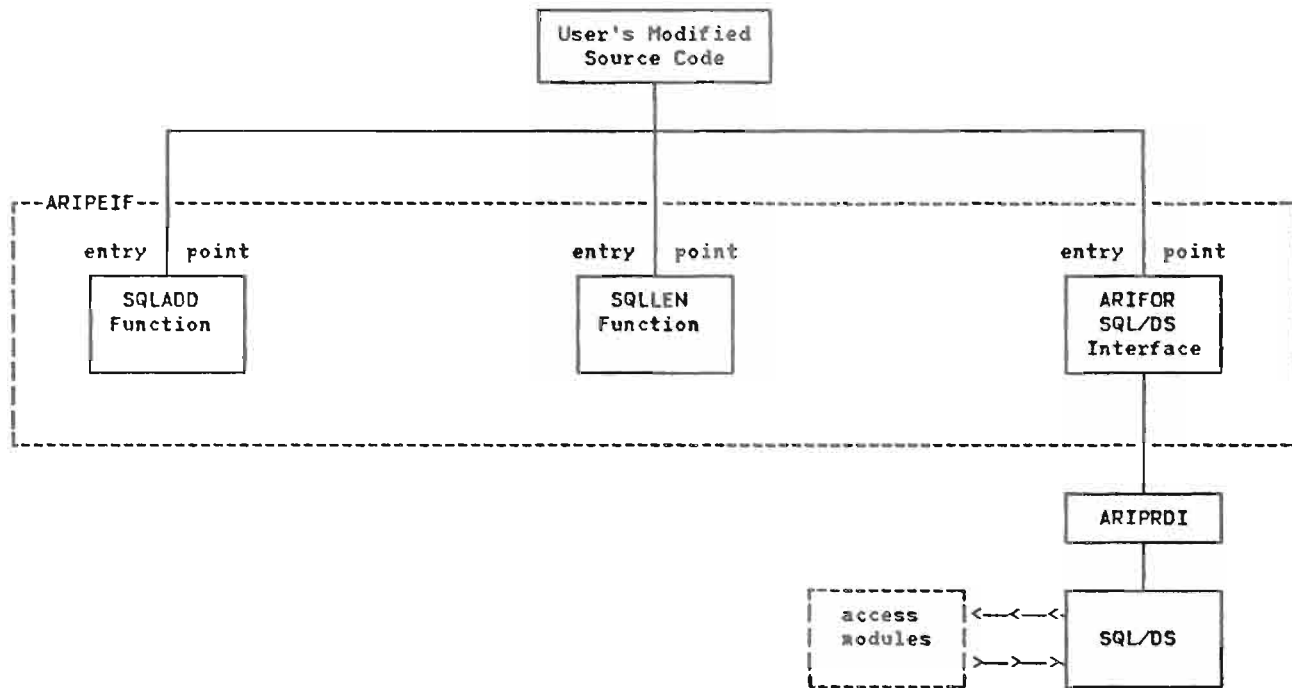 User's Modified
Source Code
ARIPEIF
entry point
entry point
entry point
SQLADD
Function
SQLLEN
Function
ARIFOR
SQL/DS
Interface
ARIPRDI
access
modules
SQL/DS